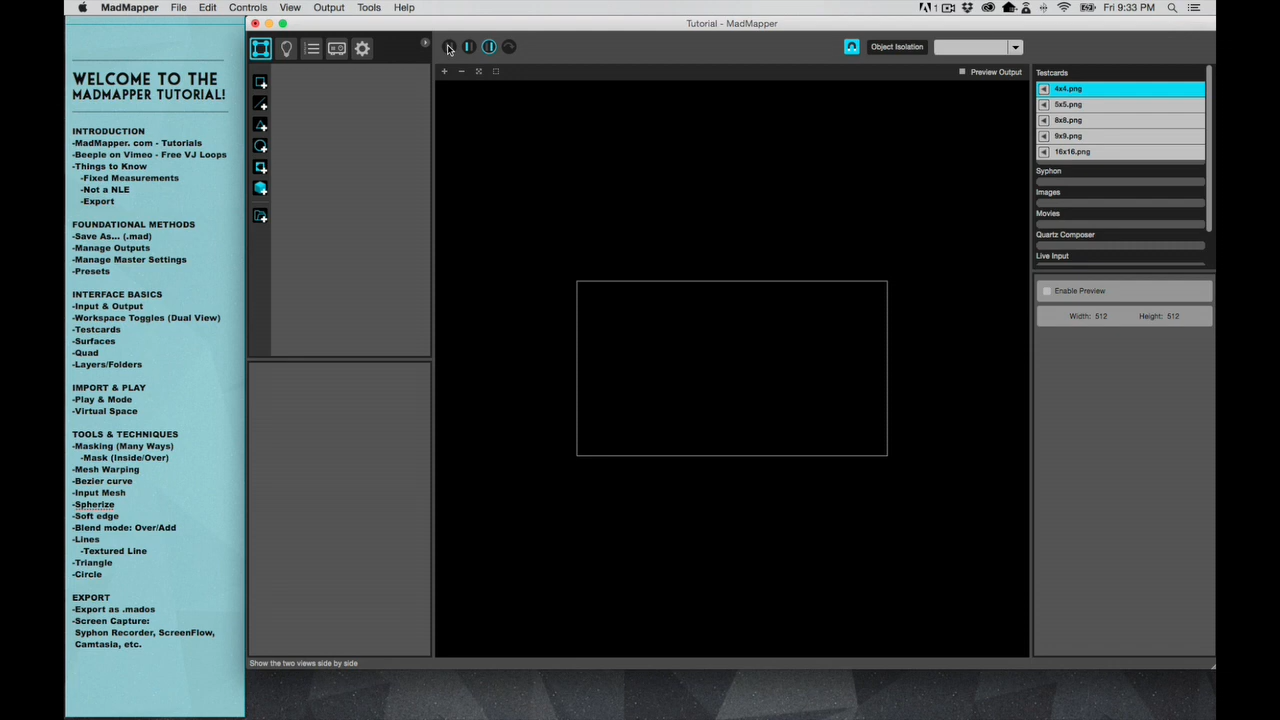 MadMapper File Edit Controls View Output Tools Help
1
Fri 9:33 PM
Tutorial - MadMapper
WELCOME TO THE
MADMAPPER TUTORIAL!
INTRODUCTION
-MadMapper. com - Tutorials
-Beeple on Vimeo - Free VJ Loops
-Things to Know
-Fixed Measurements
-Not a NLE
-Export
FOUNDATIONAL METHODS
-Save As... (.mad)
-Manage Outputs
-Manage Master Settings
-Presets
INTERFACE BASICS
-Input & Output
-Workspace Toggles (Dual View)
-Testcards
-Surfaces
-Quad
-Layers/Folders
IMPORT & PLAY
-Play & Mode
-Virtual Space
TOOLS & TECHNIQUES
-Masking (Many Ways)
-Mask (Inside/Over)
-Mesh Warping
-Bezier curve
-Input Mesh
-Spherize
-Soft edge
-Blend mode: Over/Add
-Lines
-Textured Line
-Triangle
-Circle
EXPORT
-Export as .mados
-Screen Capture:
Syphon Recorder, ScreenFlow,
Camtasia, etc.
Object Isolation
Preview Output
Testcards
4x4.png
5x5.png
8x8.png
9x9.png
16x16.png
Syphon
Images
Movies
Quartz Composer
Live Input
Enable Preview
Width: 512 Height: 512
Show the two views side by side